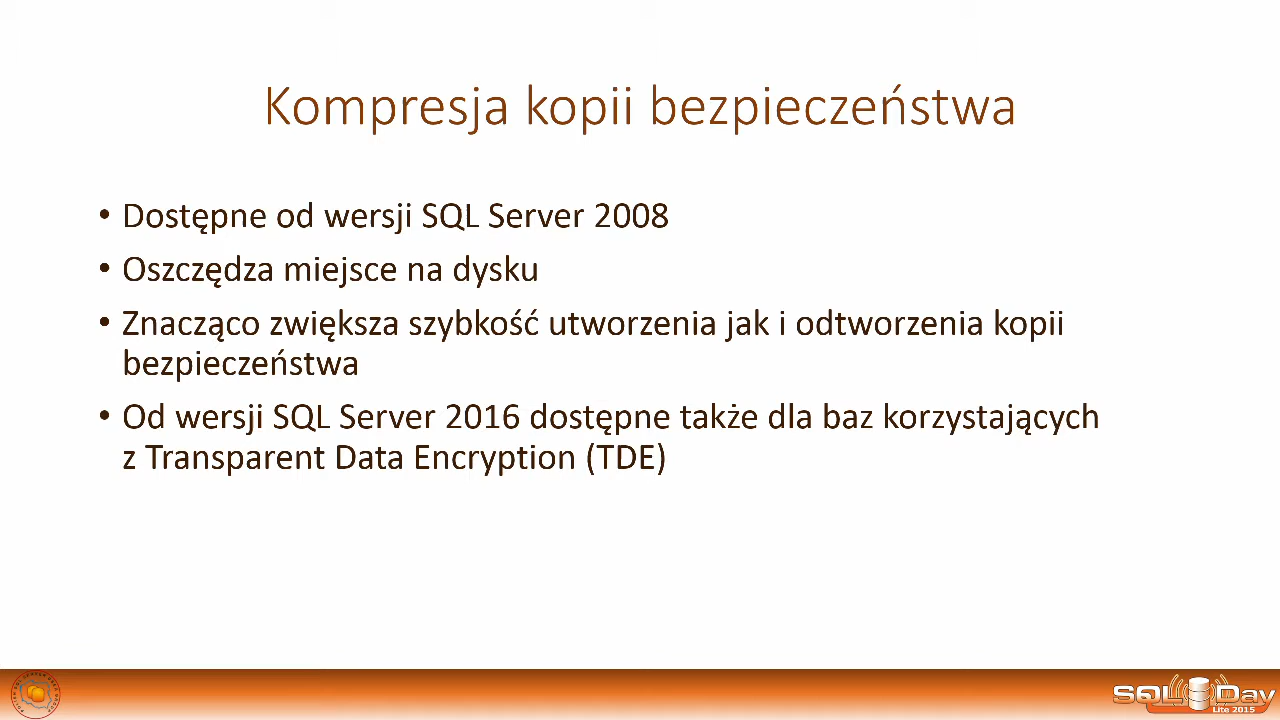 Kompresja kopii bezpieczeństwa
• Dostępne od wersji SQL Server 2008
• Oszczędza miejsce na dysku
• Znacząco zwiększa szybkość utworzenia jak i odtworzenia kopii
bezpieczeństwa
• Od wersji SQL Server 2016 dostępne także dla baz korzystających
z Transparent Data Encryption (TDE)
SQL Day
Lite 2015